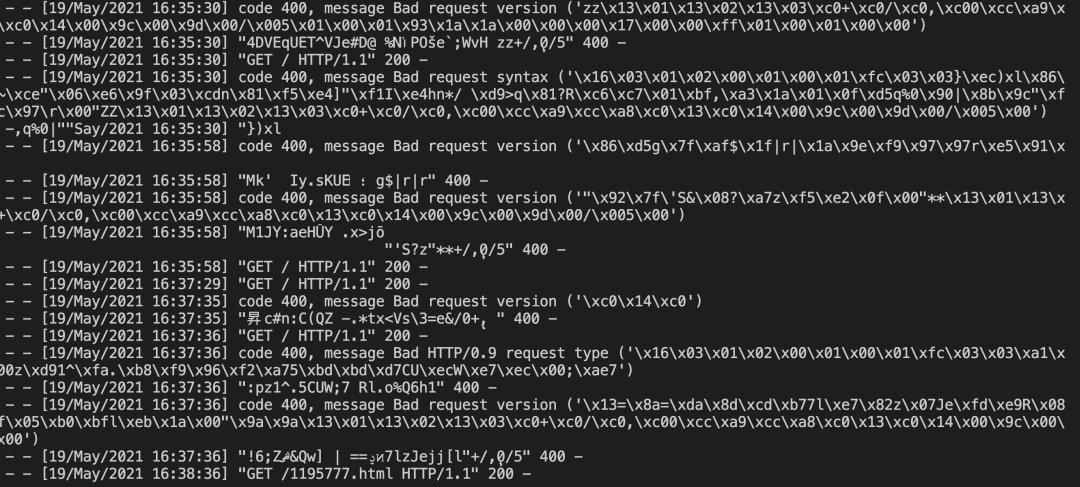 - - [19/May/2021 16:35:30] code 400, message Bad request version ('zz\x13\x01\x13\x02\x13\x03\xc0+\xc0/\xc0,\xc00\xcc\xa9\x
\xc0\x14\x00\x9c\x00\x9d\x00/\x005\x01\x00\x01\x93\x1a\x1a\x00\x00\x00\x17\x00\x00\xff\x01\x00\x01\x00\x00')
- - [19/May/2021 16:35:30] 400 -
- - [19/May/2021 16:35:30] "GET / HTTP/1.1" 200 -
- - [19/May/2021 16:35:30] code 400, message Bad request syntax ('\x16\x03\x01\x02\x00\x01\x00\x01\xfc\x03\x03}\xec)xl\x86\
~\xce"\x06\xe6\x9f\x03\xcdn\x81\xf5\xe4]"\xf1I\xe4hn*/ \xd9>q\x81?R\xc6\xc7\x01\xbf,\xa3\x1a\x01\x0f\xd5q%0\x90|\x8b\x9c"\xf
c\x97\r\x00"ZZ\x13\x01\x13\x02\x13\x03\xc0+\xc0/\xc0,\xc00\xcc\xa9\xcc\xa8\xc0\x13\xc0\x14\x00\x9c\x00\x9d\x00/\x005\x00')
-,q%0|""Say/2021 16:35:30] "})xl
- - [19/May/2021 16:35:58] code 400, message Bad request version ('\x86\xd5g\x7f\xaf$\x1f|r|\x1a\x9e\xf9\x97\x97r\xe5\x91\x
- - [19/May/2021 16:35:58] "Mk' g$|r|r" 400 -
- - [19/May/2021 16:35:58] code 400, message Bad request version ('"\x92\x7f\'S&\x08?\xa7z\xf5\xe2\x0f\x00"**\x13\x01\x13\x
+\xc0/\xc0,\xc00\xcc\xa9\xcc\xa8\xc0\x13\xc0\x14\x00\x9c\x00\x9d\x00/\x005\x00')
- - [19/May/2021 16:35:58] "M1JY:aeHÛY .x>jõ
400 -
- - [19/May/2021 16:35:58] "GET / HTTP/1.1" 200 -
- - [19/May/2021 16:37:29] "GET / HTTP/1.1" 200 -
- - [19/May/2021 16:37:35] code 400, message Bad request version ('\xc0\x14\xc0')
- - [19/May/2021 16:37:35] "昇c#n:C(QZ 400 -
- - [19/May/2021 16:37:36] "GET / HTTP/1.1" 200 -
- - [19/May/2021 16:37:36] code 400, message Bad HTTP/0.9 request type ('\x16\x03\x01\x02\x00\x01\x00\x01\xfc\x03\x03\xa1\x
00z\xd91^\xfa.\xb8\xf9\x96\xf2\xa75\xbd\xbd\xd7CU\xecW\xe7\xec\x00;\xae7')
- - [19/May/2021 16:37:36] ":pz1^.5CUW;7 Rl.o%Q6h1" 400 -
- - [19/May/2021 16:37:36] code 400, message Bad request version ('\x13=\x8a=\xda\x8d\xcd\xb77l\xe7\x82z\x07Je\xfd\xe9R\x08
f\x05\xb0\xbfl\xeb\x1a\x00"\x9a\x9a\x13\x01\x13\x02\x13\x03\xc0+\xc0/\xc0,\xc00\xcc\xa9\xcc\xa8\xc0\x13\xc0\x14\x00\x9c\x00\
x00')
- - [19/May/2021 16:37:36] 400 -
- - [19/May/2021 16:38:36] "GET /1195777.html HTTP/1.1" 200 -